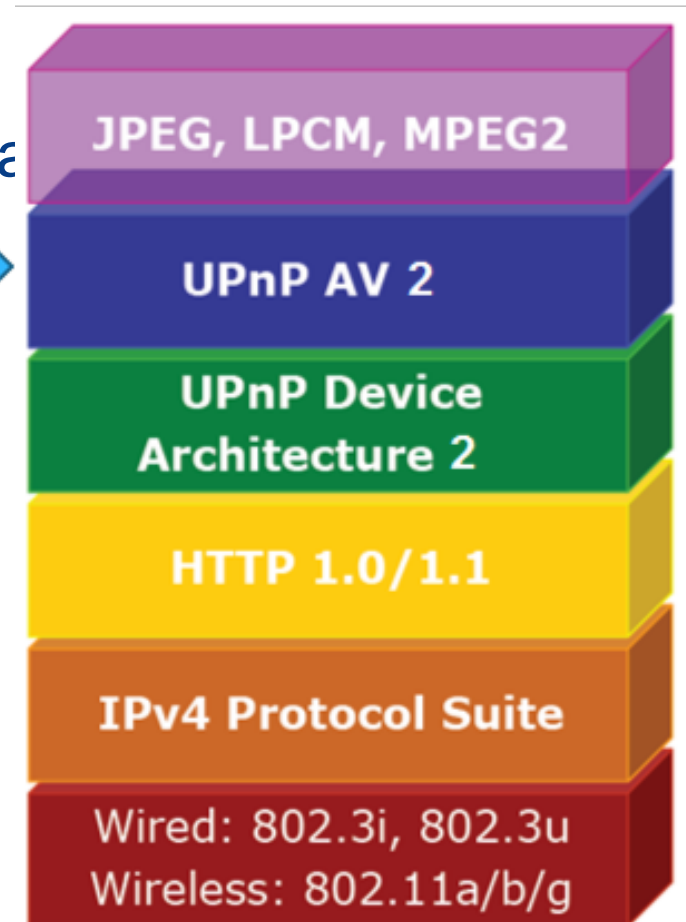 JPEG, LPCM, MPEG2
UPnP AV 2
UPnP Device
Architecture 2
HTTP 1.0/1.1
IPv4 Protocol Suite
Wired: 802.3i, 802.3u
Wireless: 802.11a/b/g